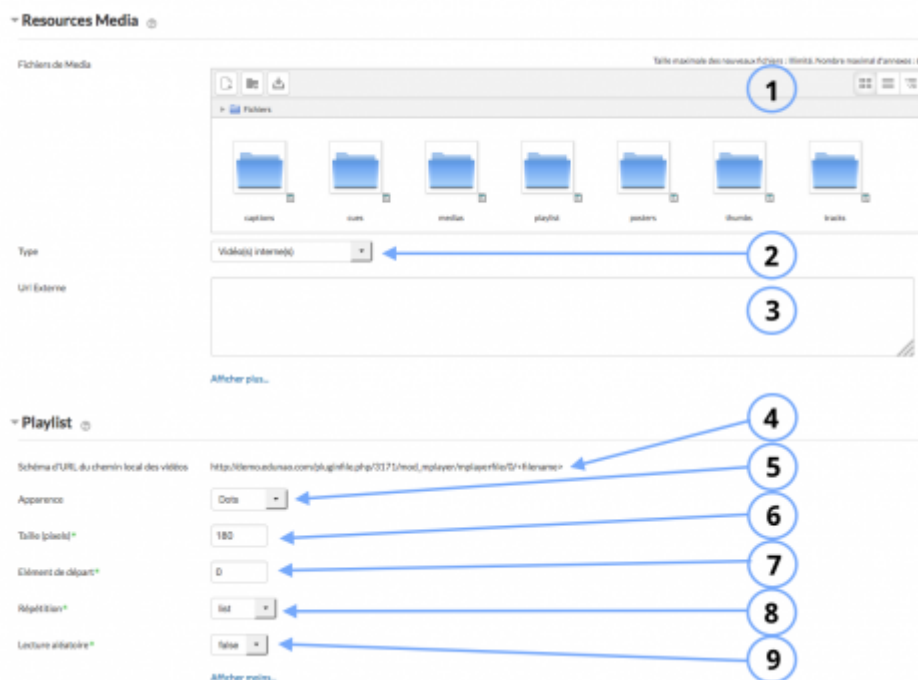 Resources Media
Fichiers de Media
Taille maximale des nouveaux fichiers : Illimité, Nombre maximal d'annexes :
1
Fichiers
captions cues medias playlist posters thumbs tracks
Type Vidéo(s) interne(s) 2
Url Externe
3
Afficher plus...
Playlist
4
Schéma d'URL du chemin local des vidéos http://demo.edunao.com/pluginfile.php/3171/mod_mplayer/mplayerfile/0/<filename>
5
Apparence Dots
6
Taille (pixels)* 180
7
Elément de départ* 0
Répétition* list 8
Lecture aléatoire* false 9
Afficher moins...